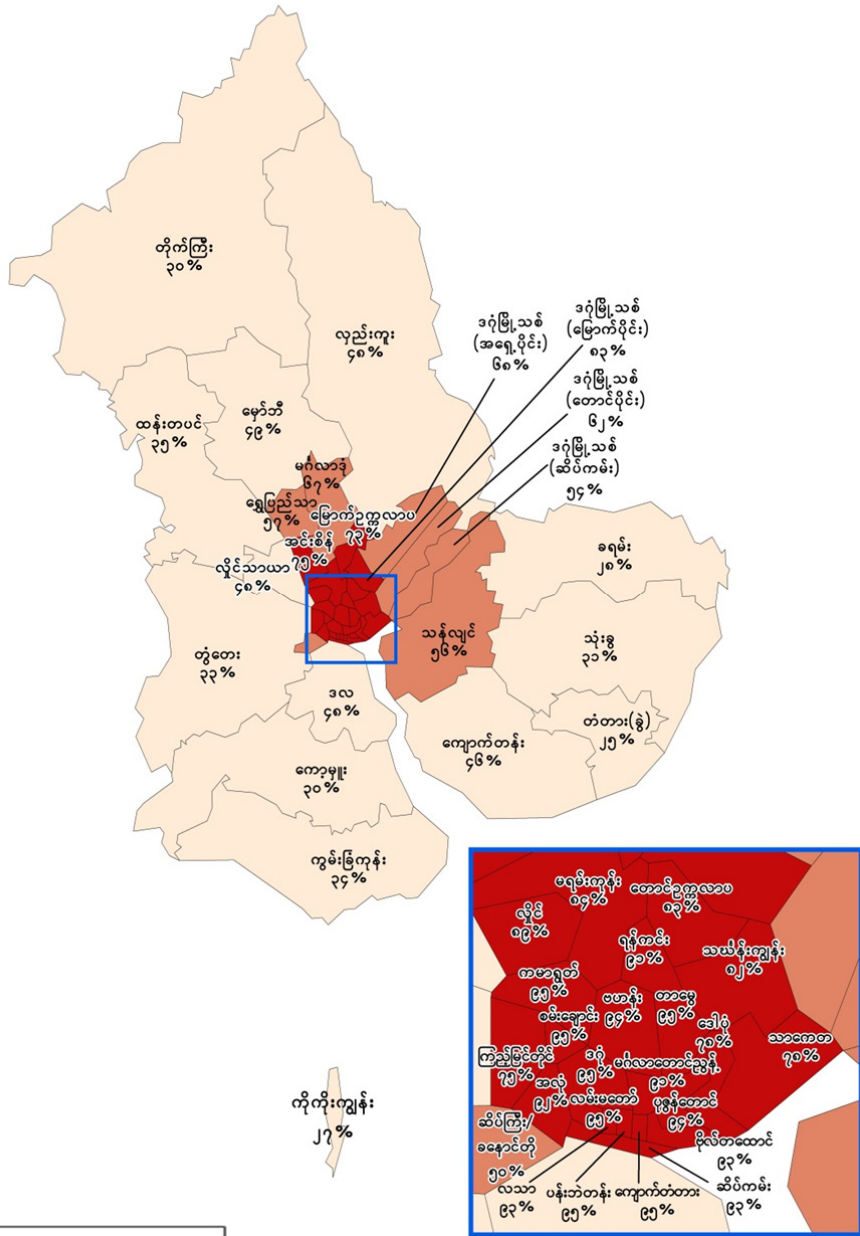 တိုက်ကြီး
၃၀%
လှည်းကူး
၄၈%
ဒဂုံမြို့သစ်
(အရှေ့ပိုင်း)
၆၈%
ဒဂုံမြို့သစ်
(မြောက်ပိုင်း)
၈၃%
ဒဂုံမြို့သစ်
(တောင်ပိုင်း)
၆၂%
ဒဂုံမြို့သစ်
(ဆိပ်ကမ်း)
၅၄%
ထန်းတပင်
၃၅%
မှော်ဘီ
၄၉%
မင်္ဂလာဒုံ
၆၇%
ရွှေပြည်သာ
၅၇%
မြောက်ဥက္ကလာပ
၇၃%
အင်းစိန်
၇၅%
လှိုင်သာယာ
၄၈%
ခရမ်း
၂၈%
သန်လျင်
၅၆%
သုံးခွ
၃၁%
တွံတေး
၃၃%
ဒလ
၄၈%
တံတား(ခွဲ)
၂၅%
ကျောက်တန်း
၄၆%
ကော့မှူး
၃၀%
ကွမ်းခြံကုန်း
၃၄%
ကိုကိုးကျွန်း
၂၇%
မရမ်းကုန်း
၈၄%
တောင်ဥက္ကလာပ
၈၃%
လှိုင်
၈၉%
ရန်ကင်း
၉၁%
သင်္ဃန်းကျွန်း
၈၂%
ကမာရွတ်
၉၅%
ဗဟန်း
၉၄%
တာမွေ
၉၅%
စမ်းချောင်း
၉၅%
ဒေါပုံ
၇၈%
သာကေတ
၇၈%
ကြည့်မြင်တိုင်
၇၅%
ဒဂုံ
၉၅%
မင်္ဂလာတောင်ညွန့်
၉၁%
အလုံ
၉၂%
လမ်းမတော်
၉၅%
ပုဇွန်တောင်
၉၄%
ဆိပ်ကြီး/
ခနောင်တို
၅၀%
ဗိုလ်တထောင်
၉၃%
လသာ
၉၃%
ပန်းဘဲတန်း
၉၅%
ကျောက်တံတား
၉၅%
ဆိပ်ကမ်း
၉၃%